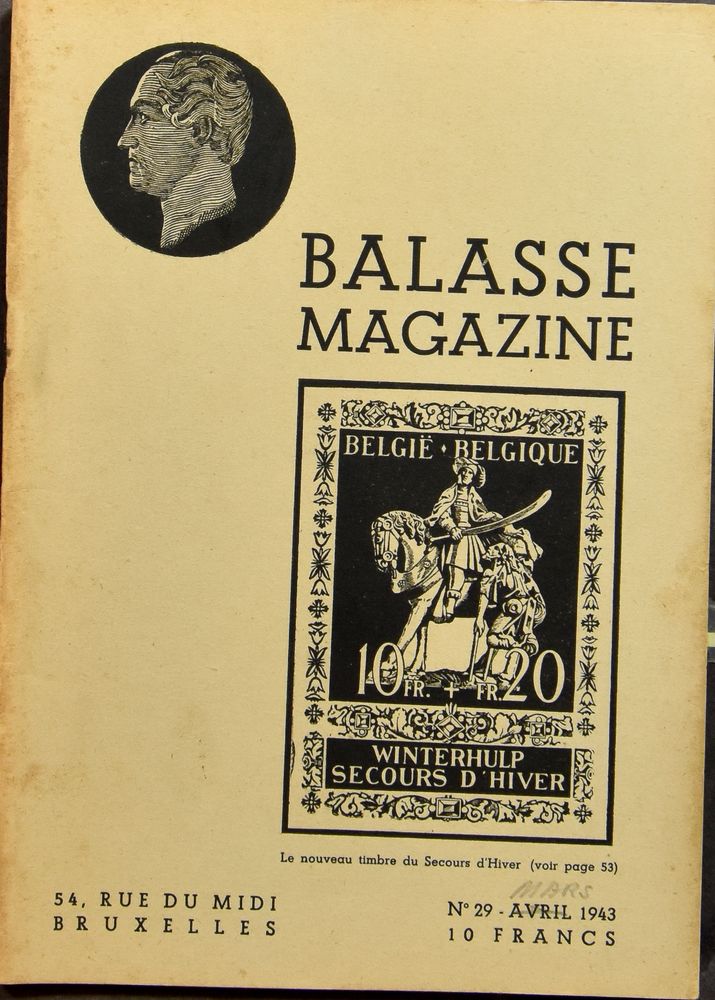 BALASSE
MAGAZINE
BELGIË ♦ BELGIQUE
10 FR. + FR. 20
WINTERHULP
SECOURS D'HIVER
Le nouveau timbre du Secours d'Hiver (voir page 53)
54, RUE DU MIDI
BRUXELLES
MARS
N° 29 - AVRIL 1943
10 FRANCS